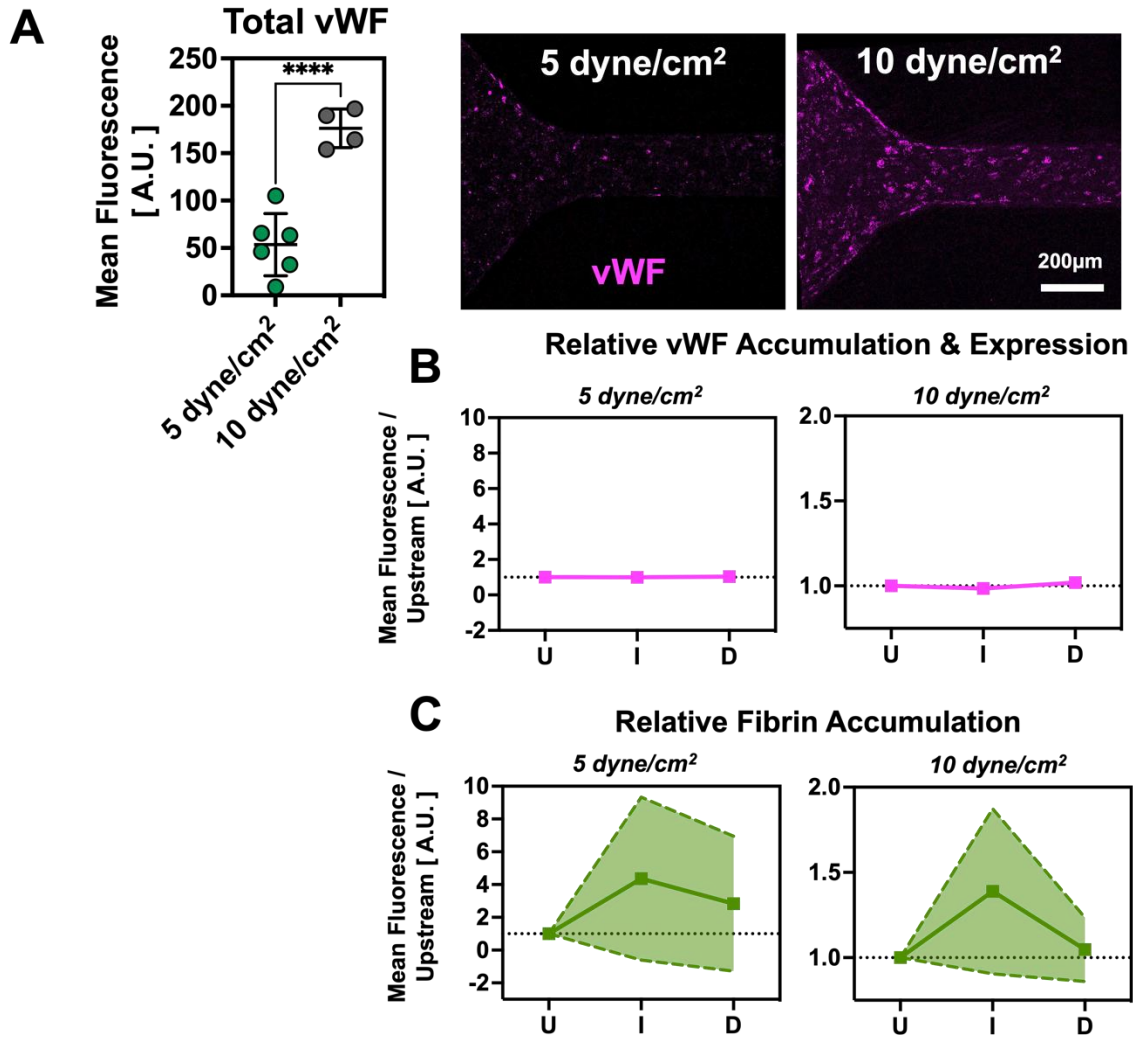 A
Total vWF
Mean Fluorescence
[ A.U. ]
250
200
150
100
50
0
****
5 dyne/cm²
10 dyne/cm²
5 dyne/cm²
vWF
10 dyne/cm²
200µm
Relative vWF Accumulation & Expression
B
Mean Fluorescence /
Upstream [ A.U. ]
5 dyne/cm²
10
8
6
4
2
0
-2
U I D
10 dyne/cm²
2.0
1.5
1.0
U I D
C
Relative Fibrin Accumulation
Mean Fluorescence /
Upstream [ A.U. ]
5 dyne/cm²
10
8
6
4
2
0
-2
U I D
10 dyne/cm²
2.0
1.5
1.0
U I D